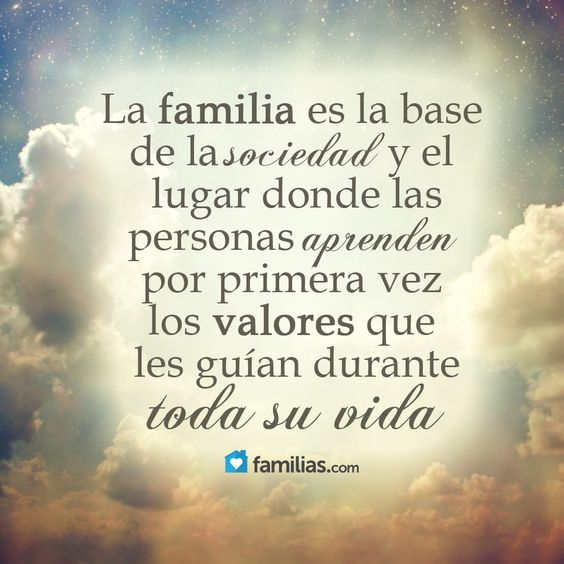 La familia es la base
de la sociedad y el
lugar donde las
personas aprenden
por primera vez
los valores que
les guían durante
toda su vida
familias.com